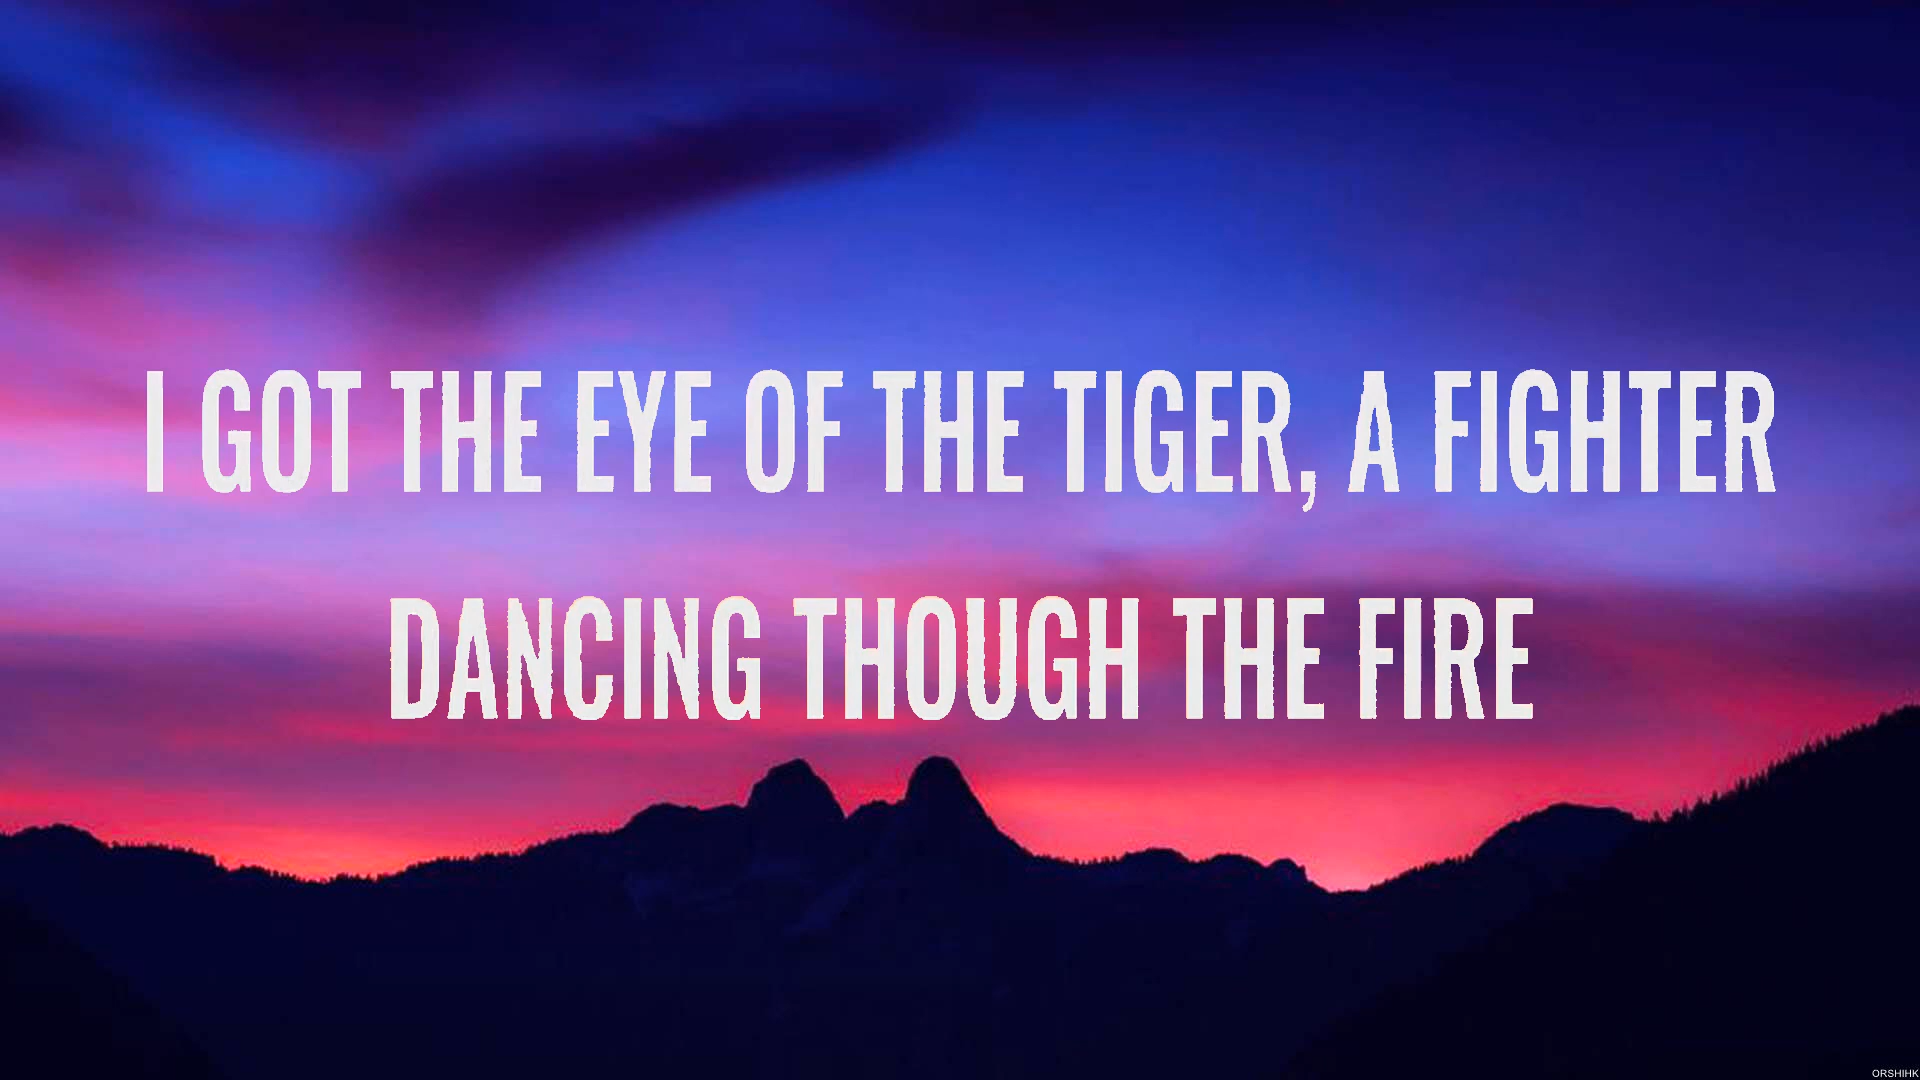 I GOT THE EYE OF THE TIGER, A FIGHTER
DANCING THOUGH THE FIRE
ORSHIHK